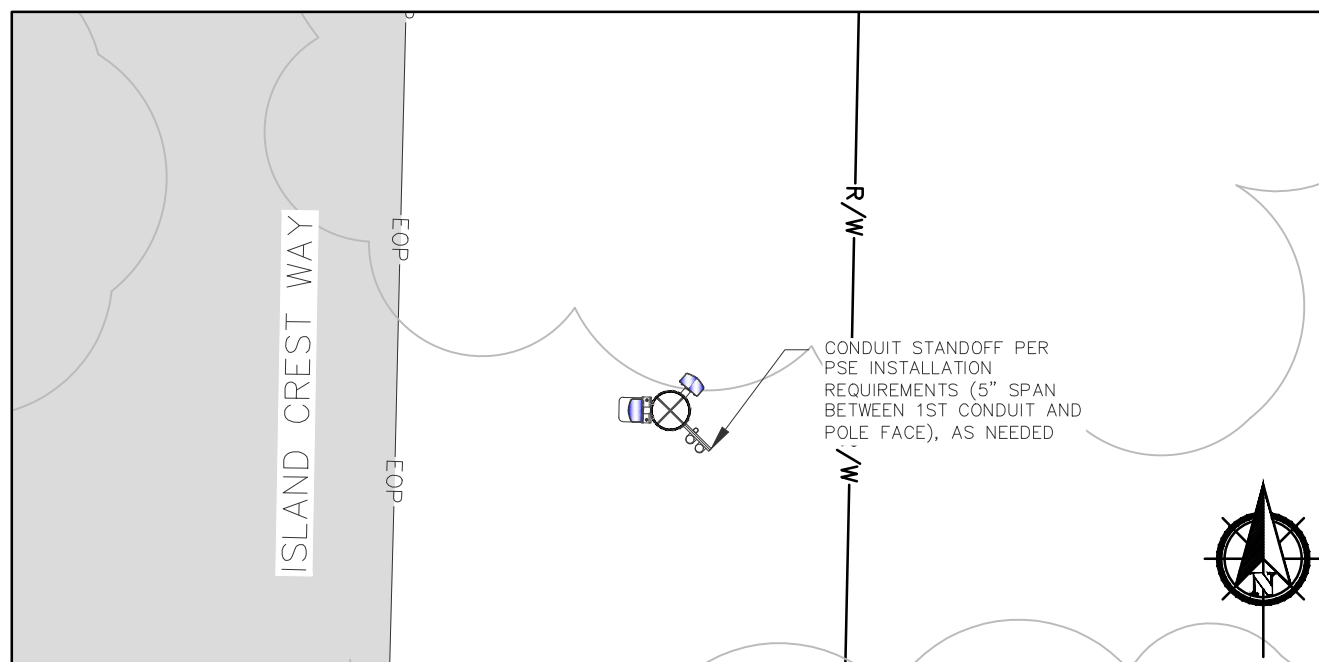 P
EOP
R/W
ISLAND CREST WAY
CONDUIT STANDOFF PER
PSE INSTALLATION
REQUIREMENTS (5" SPAN
BETWEEN 1ST CONDUIT AND
POLE FACE), AS NEEDED
EOP
/W
N